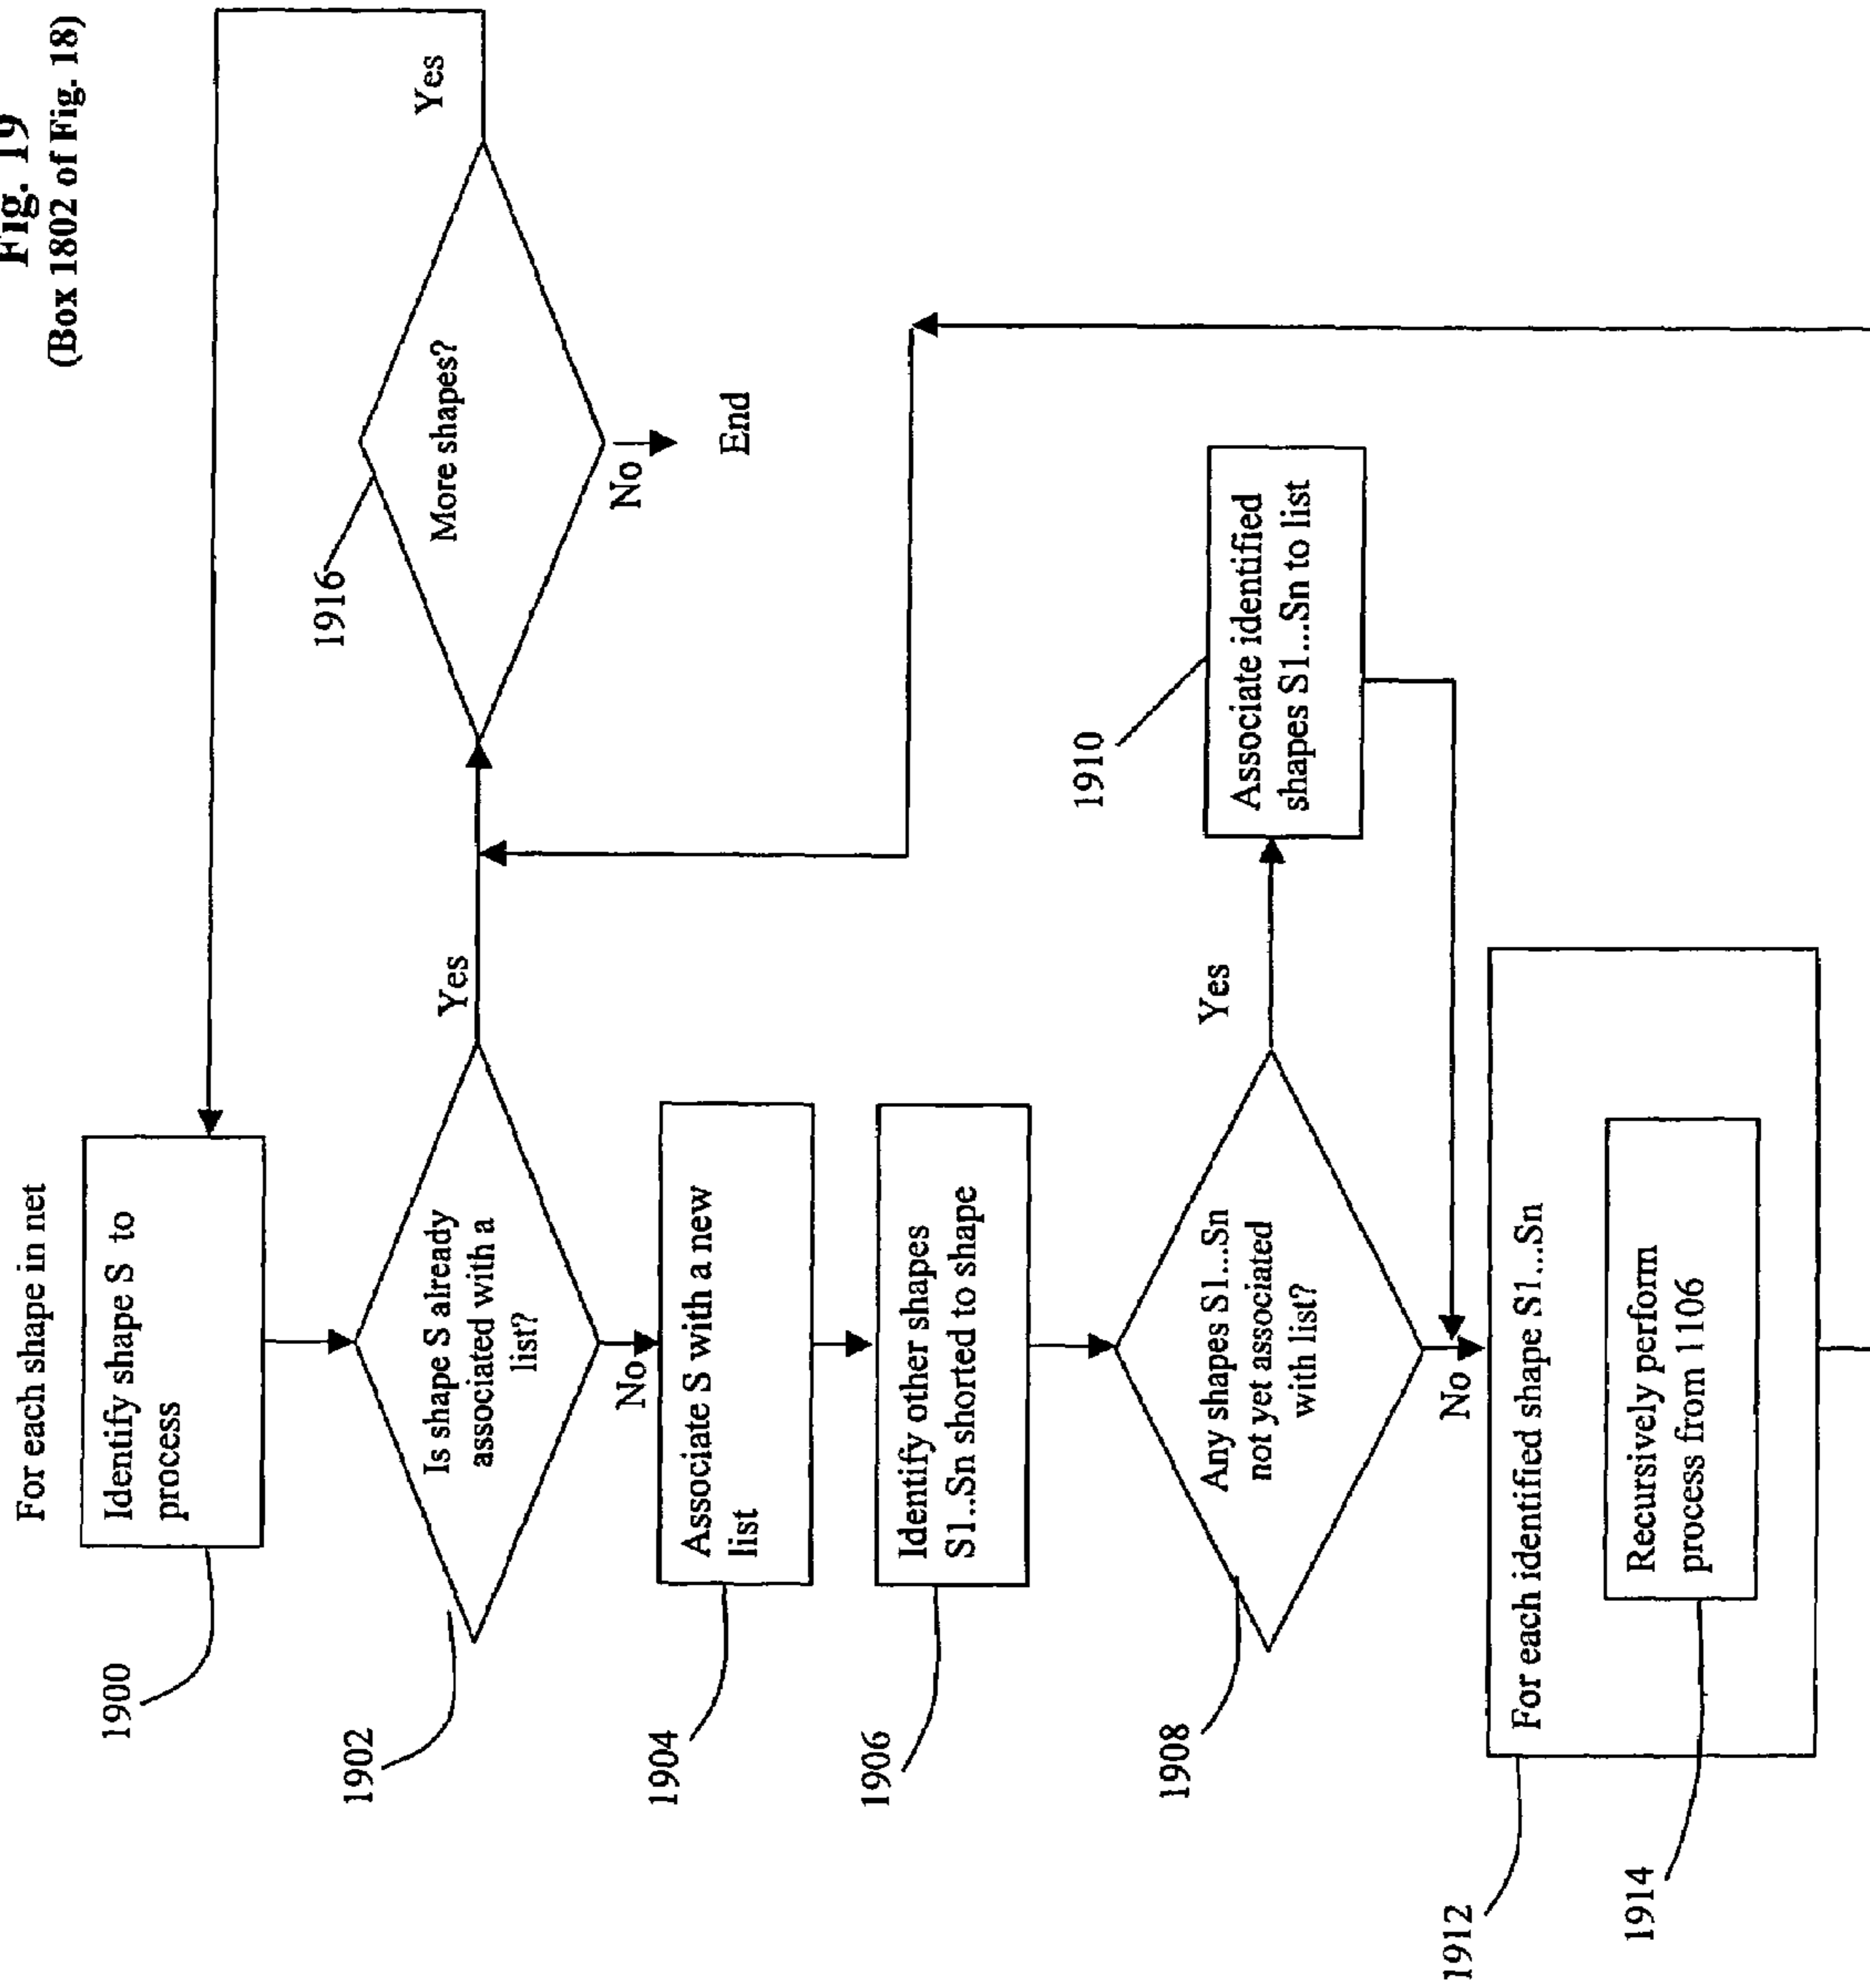 Fig. 19
(Box 1802 of Fig. 18)
For each shape in net
1900
Identify shape S to
process
1902
Is shape S already
associated with a
list?
Yes
No
1916
More shapes?
Yes
No
End
1904
Associate S with a new
list
1906
Identify other shapes
S1..Sn shorted to shape
1908
Any shapes S1...Sn
not yet associated
with list?
Yes
No
1910
Associate identified
shapes S1...Sn to list
1912
For each identified shape S1...Sn
1914
Recursively perform
process from 1106